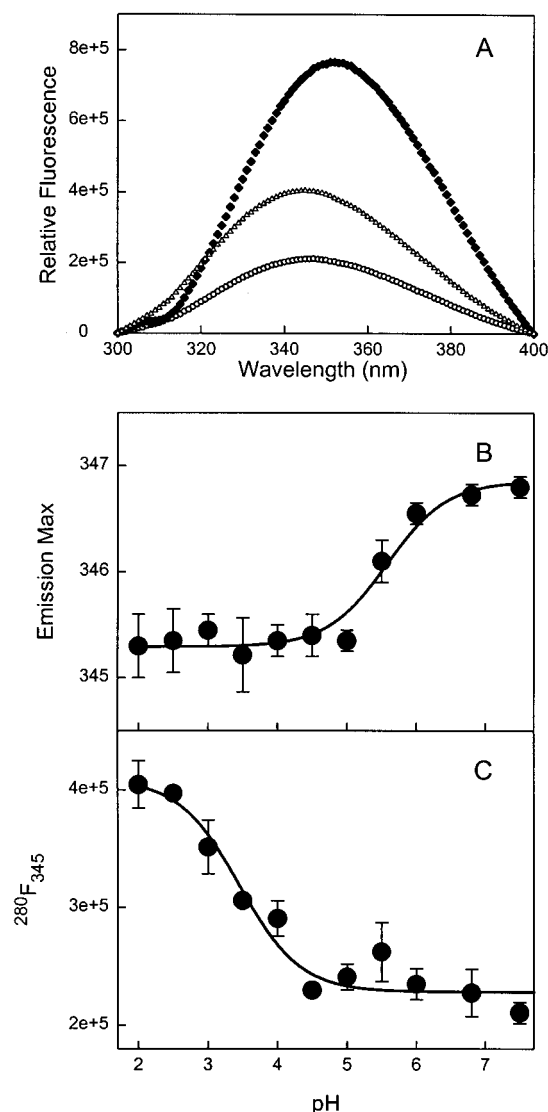 A
8e+5
6e+5
4e+5
2e+5
0
Relative Fluorescence
300 320 340 360 380 400
Wavelength (nm)
B
347
346
345
Emission Max
C
4e+5
3e+5
2e+5
²⁸⁰F₃₄₅
2 3 4 5 6 7
pH